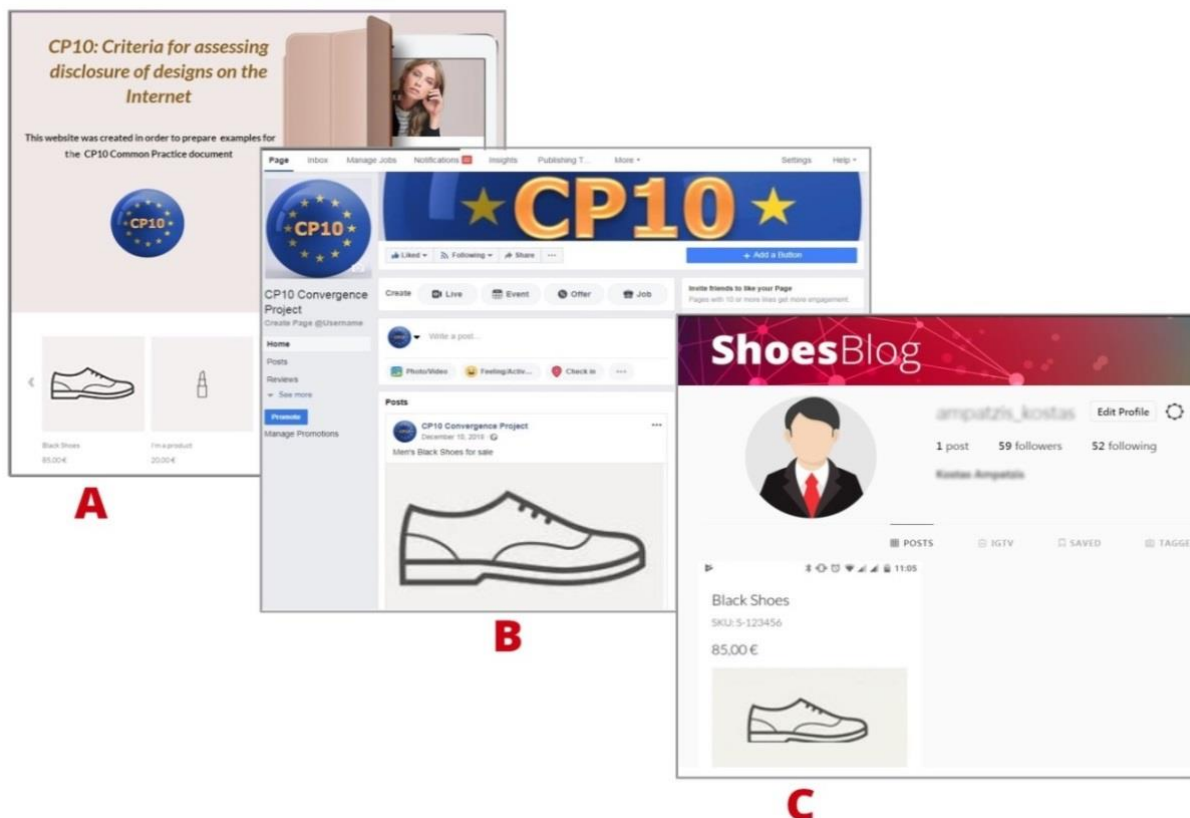 CP10: Criteria for assessing
disclosure of designs on the
Internet
This website was created in order to prepare examples for
the CP10 Common Practice document
CP10
Black Shoes
85,00 €
I'm a product
20,00 €
A
Page Inbox Manage Jobs Notifications Insights Publishing T... More Settings Help
CP10
CP10
Liked Following Share ...
+ Add a Button
CP10 Convergence
Project
Create Page @Username
Home
Posts
Reviews
See more
Promote
Manage Promotions
Create Live Event Offer Job
Invite friends to like your Page
Pages with 10 or more likes get more engagement.
Write a post...
Photo/Video Feeling/Activ... Check in ...
Posts
CP10 Convergence Project
Men's Black Shoes for sale
B
ShoesBlog
ampatzis_kostas Edit Profile
1 post 59 followers 52 following
Kostas Ampatzis
POSTS IGTV SAVED TAGGE
11:05
Black Shoes
SKU: S-123456
85,00 €
C